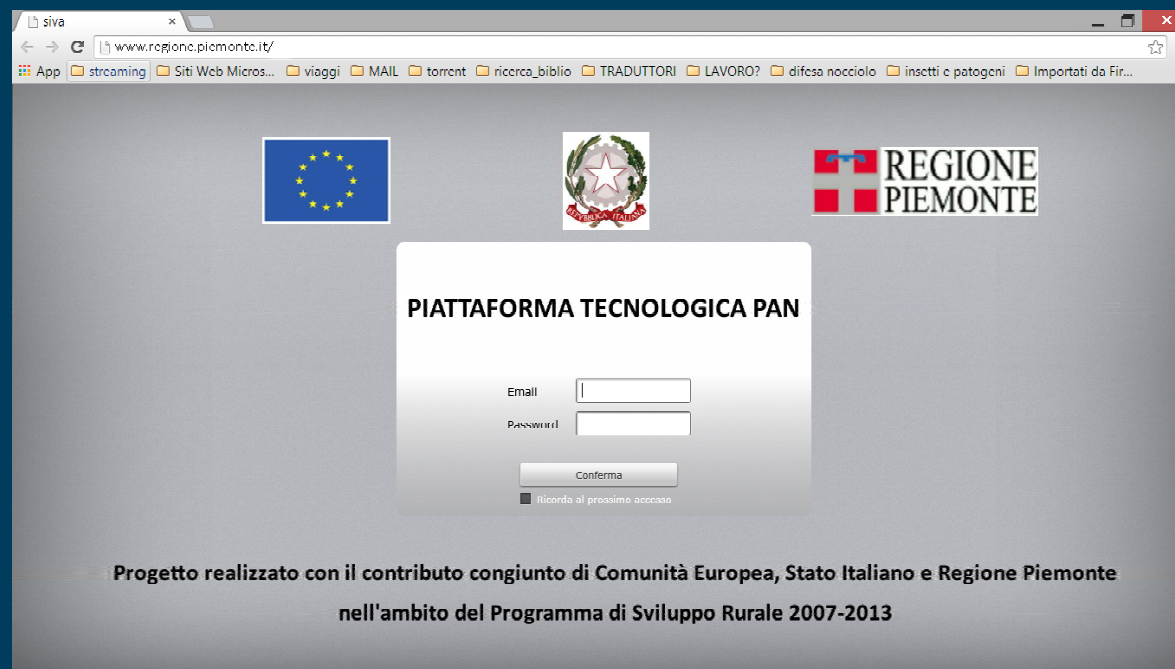 siva
www.regione.piemonte.it/
App streaming Siti Web Micros... viaggi MAIL torrent ricerca_biblio TRADUTTORI LAVORO? difesa nocciolo insetti e patogeni Importati da Fir...
REPVBBLICA ITALIANA
REGIONE
PIEMONTE
PIATTAFORMA TECNOLOGICA PAN
Email
Password
Conferma
Ricorda al prossimo accesso
Progetto realizzato con il contributo congiunto di Comunità Europea, Stato Italiano e Regione Piemonte
nell'ambito del Programma di Sviluppo Rurale 2007-2013